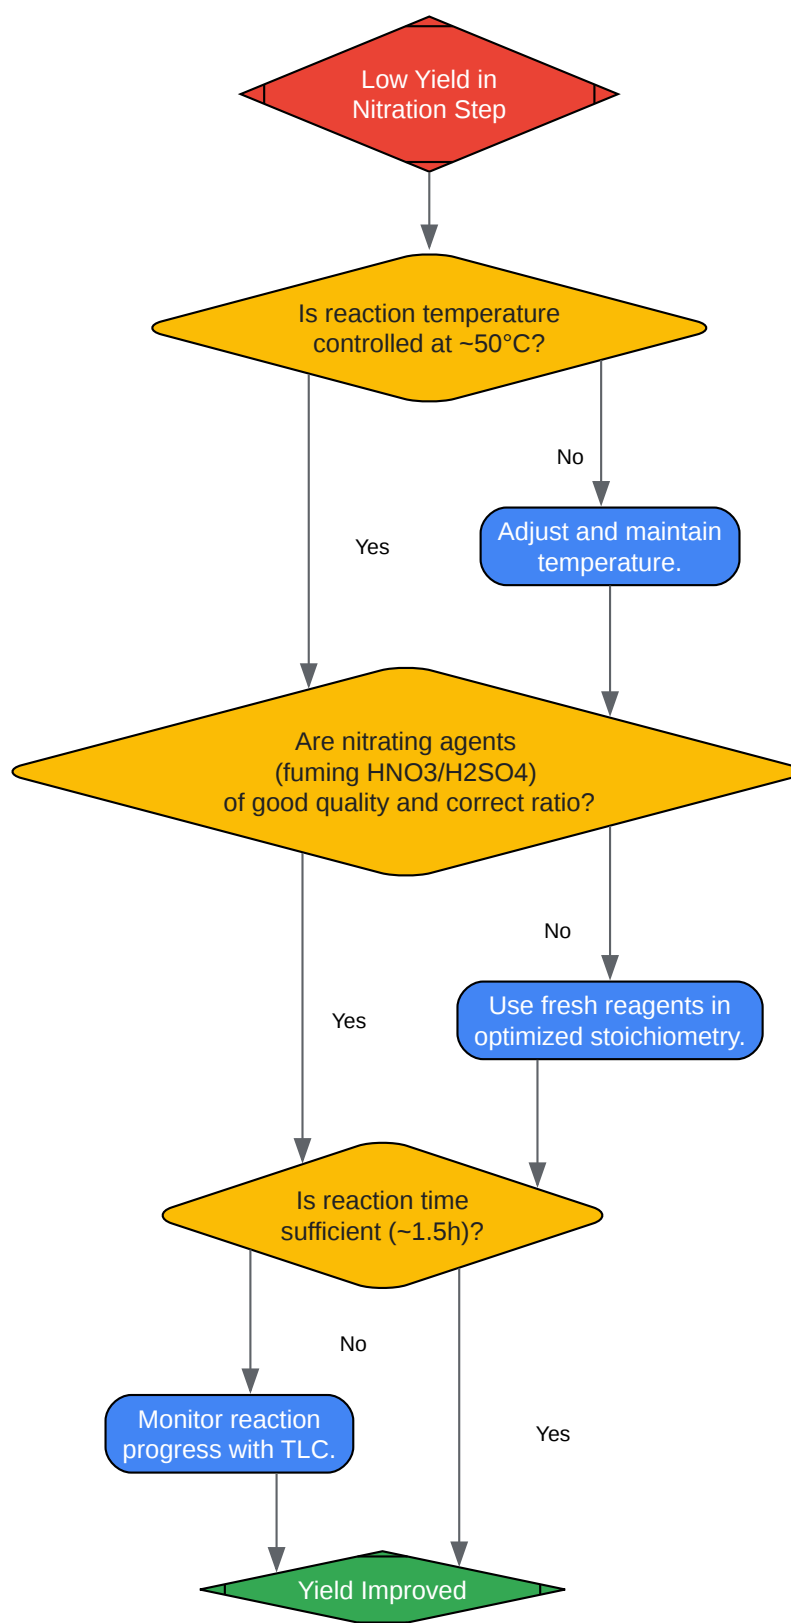 Low Yield in
Nitration Step
Is reaction temperature
controlled at ~50°C?
No
Adjust and maintain
temperature.
Yes
Are nitrating agents
(fuming HNO3/H2SO4)
of good quality and correct ratio?
No
Use fresh reagents in
optimized stoichiometry.
Yes
Is reaction time
sufficient (~1.5h)?
No
Monitor reaction
progress with TLC.
Yes
Yield Improved